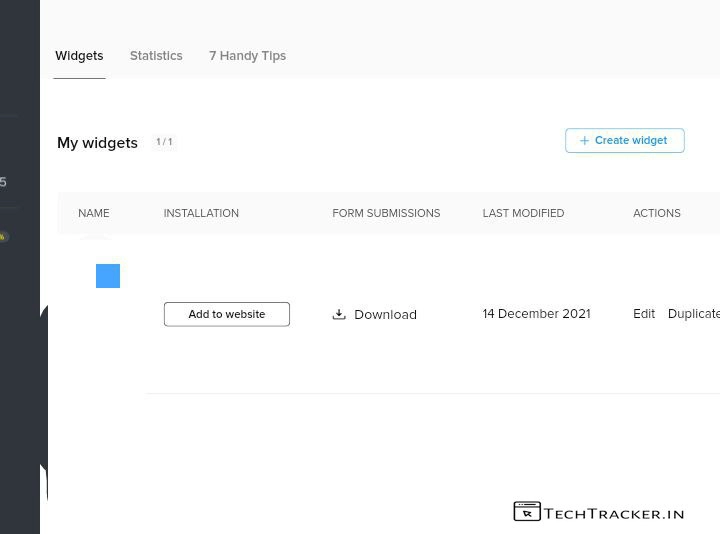 Widgets Statistics 7 Handy Tips
My widgets 1 / 1 + Create widget
NAME INSTALLATION FORM SUBMISSIONS LAST MODIFIED ACTIONS
5
%
Add to website Download 14 December 2021 Edit Duplicate
TECHTRACKER.IN